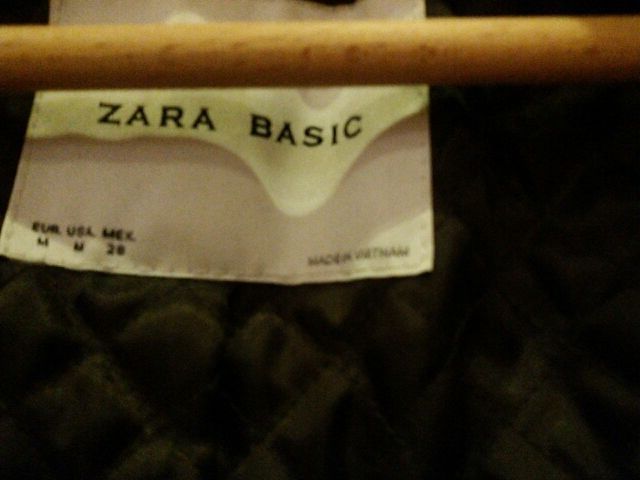 ZARA BASIC
EUR. USA. MEX.
M M 28
MADE IN VIETNAM